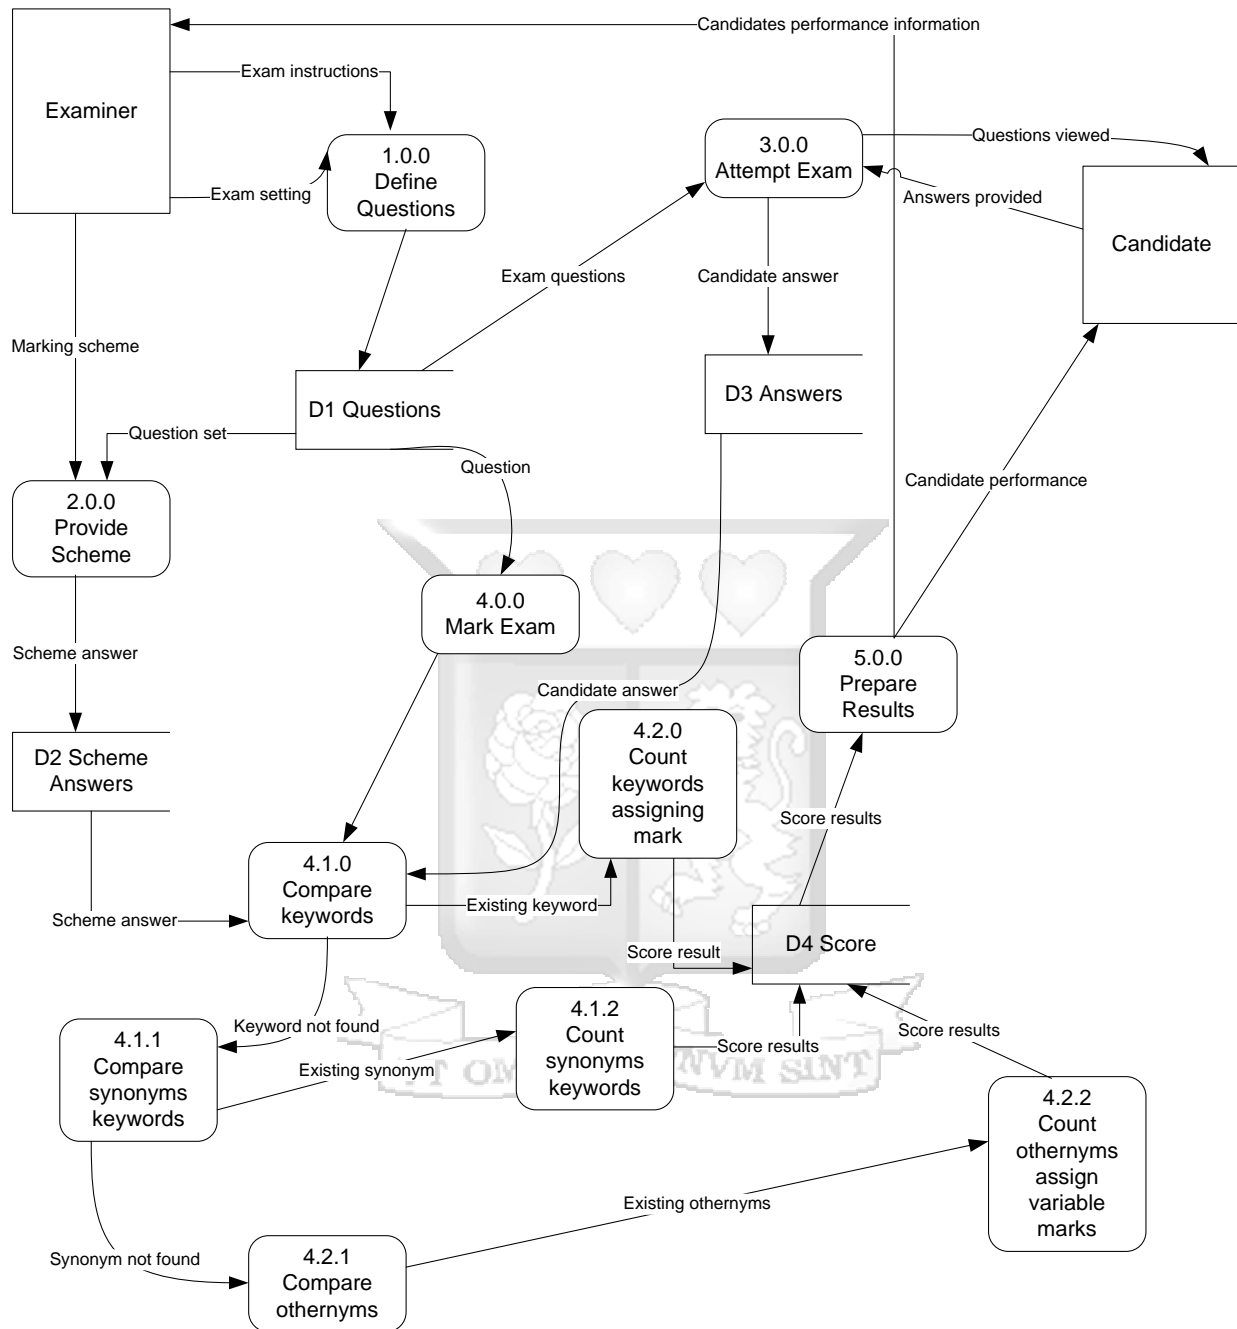 Candidates performance information
Exam instructions
Examiner
1.0.0
Define
Questions
3.0.0
Attempt Exam
Questions viewed
Exam setting
Answers provided
Candidate
Exam questions
Candidate answer
Marking scheme
D1 Questions
D3 Answers
Question set
Question
Candidate performance
2.0.0
Provide
Scheme
4.0.0
Mark Exam
Scheme answer
5.0.0
Prepare
Results
Candidate answer
4.2.0
Count
keywords
assigning
mark
D2 Scheme
Answers
Score results
4.1.0
Compare
keywords
Existing keyword
Scheme answer
D4 Score
Score result
Keyword not found
4.1.1
Compare
synonyms
keywords
Existing synonym
4.1.2
Count
synonyms
keywords
Score results
Score results
NVM SINT
4.2.2
Count
othernyms
assign
variable
marks
Existing othernyms
Synonym not found
4.2.1
Compare
othernyms